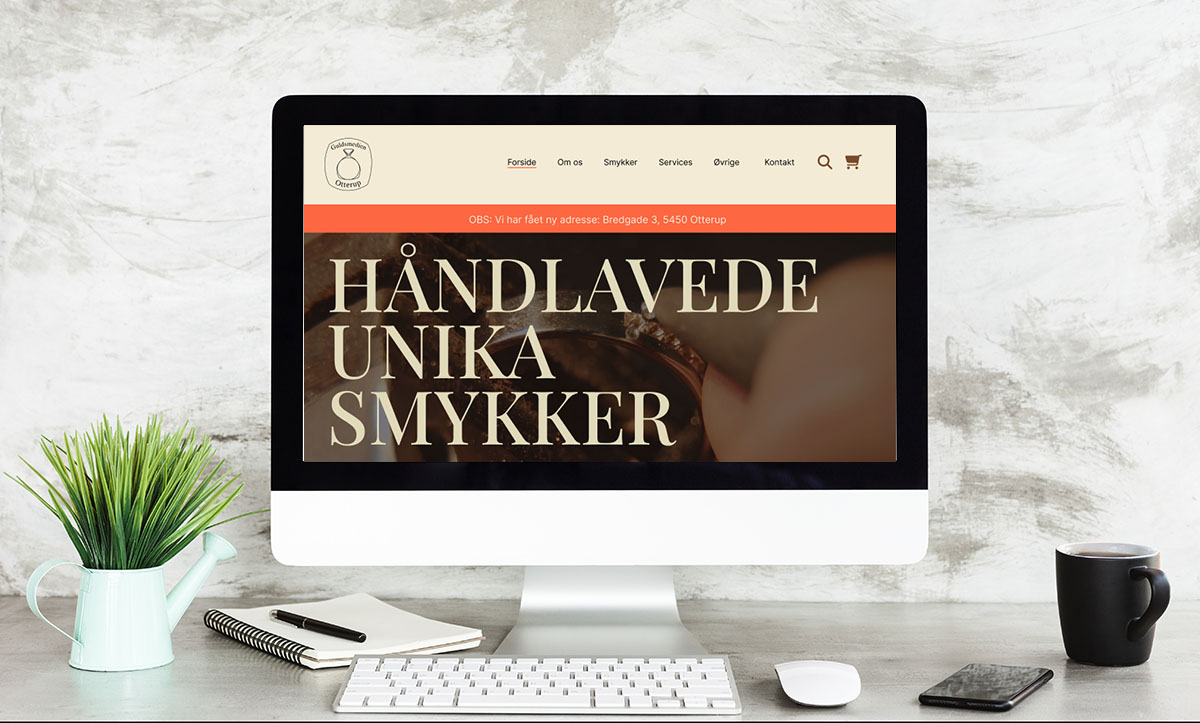 Guldsmedien
Otterup
Forside Om os Smykker Services Øvrige Kontakt
OBS: Vi har fået ny adresse: Bredgade 3, 5450 Otterup
HÅNDLAVEDE
UNIKA
SMYKKER